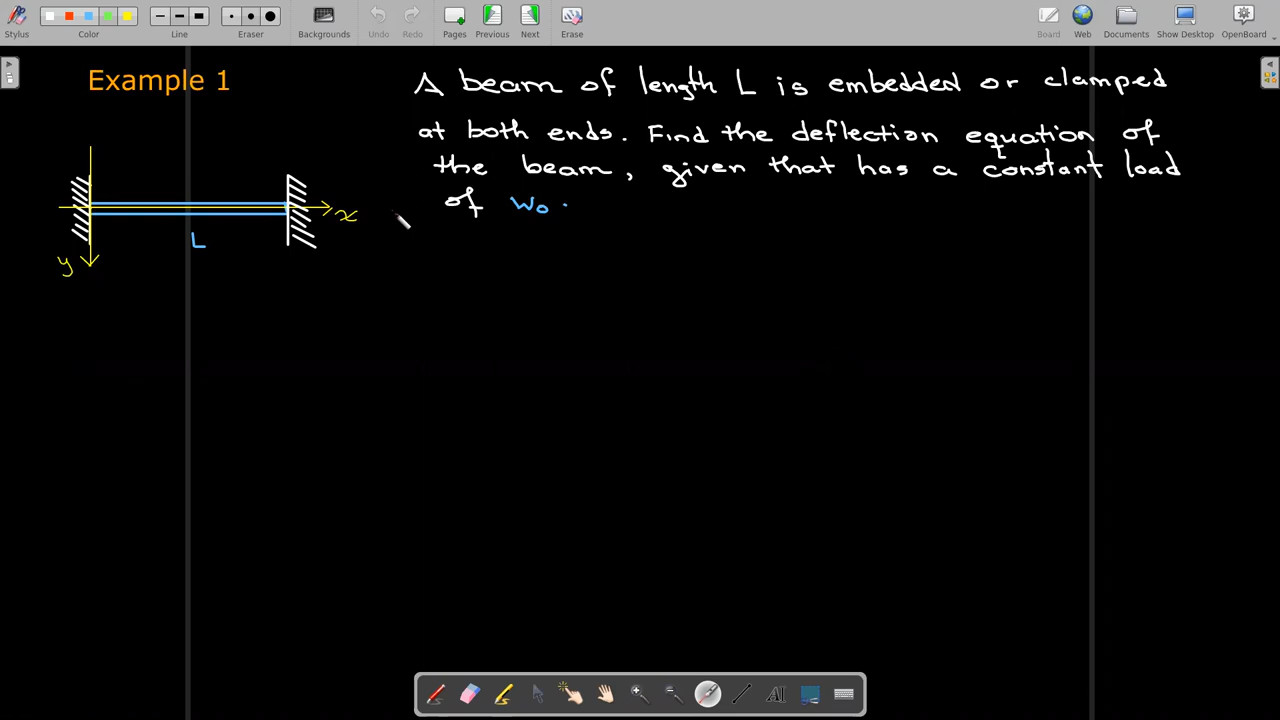 Stylus
Color
Line
Eraser
Backgrounds
Undo
Redo
Pages
Previous
Next
Erase
Board
Web
Documents
Show Desktop
OpenBoard
Example 1
A beam of length L is embedded or clamped
at both ends. Find the deflection equation of
the beam, given that has a constant load
of w₀.
x
L
y
AI